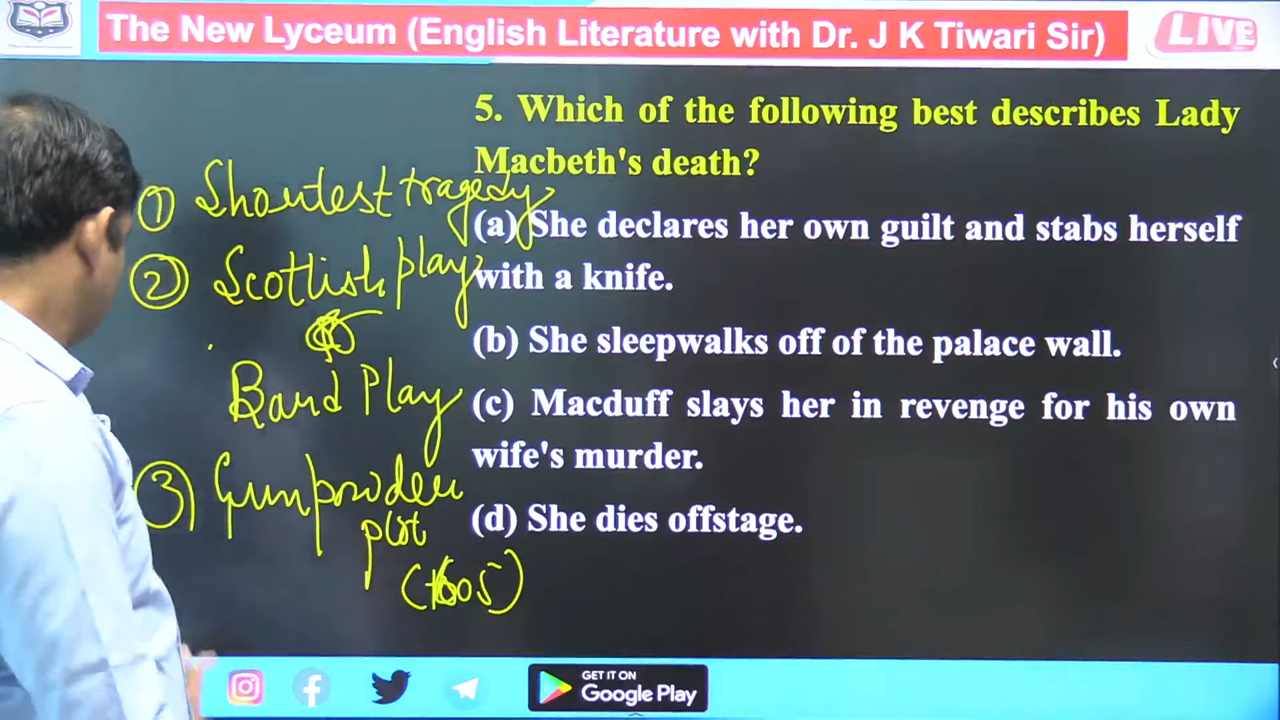 The New Lyceum (English Literature with Dr. J K Tiwari Sir)
LIVE
5. Which of the following best describes Lady
Macbeth's death?
(a) She declares her own guilt and stabs herself
with a knife.
(b) She sleepwalks off of the palace wall.
(c) Macduff slays her in revenge for his own
wife's murder.
(d) She dies offstage.
① Shortest tragedy
② Scottish play
Bard Play
③ Gunpowder
plot
(1605)
GET IT ON
Google Play